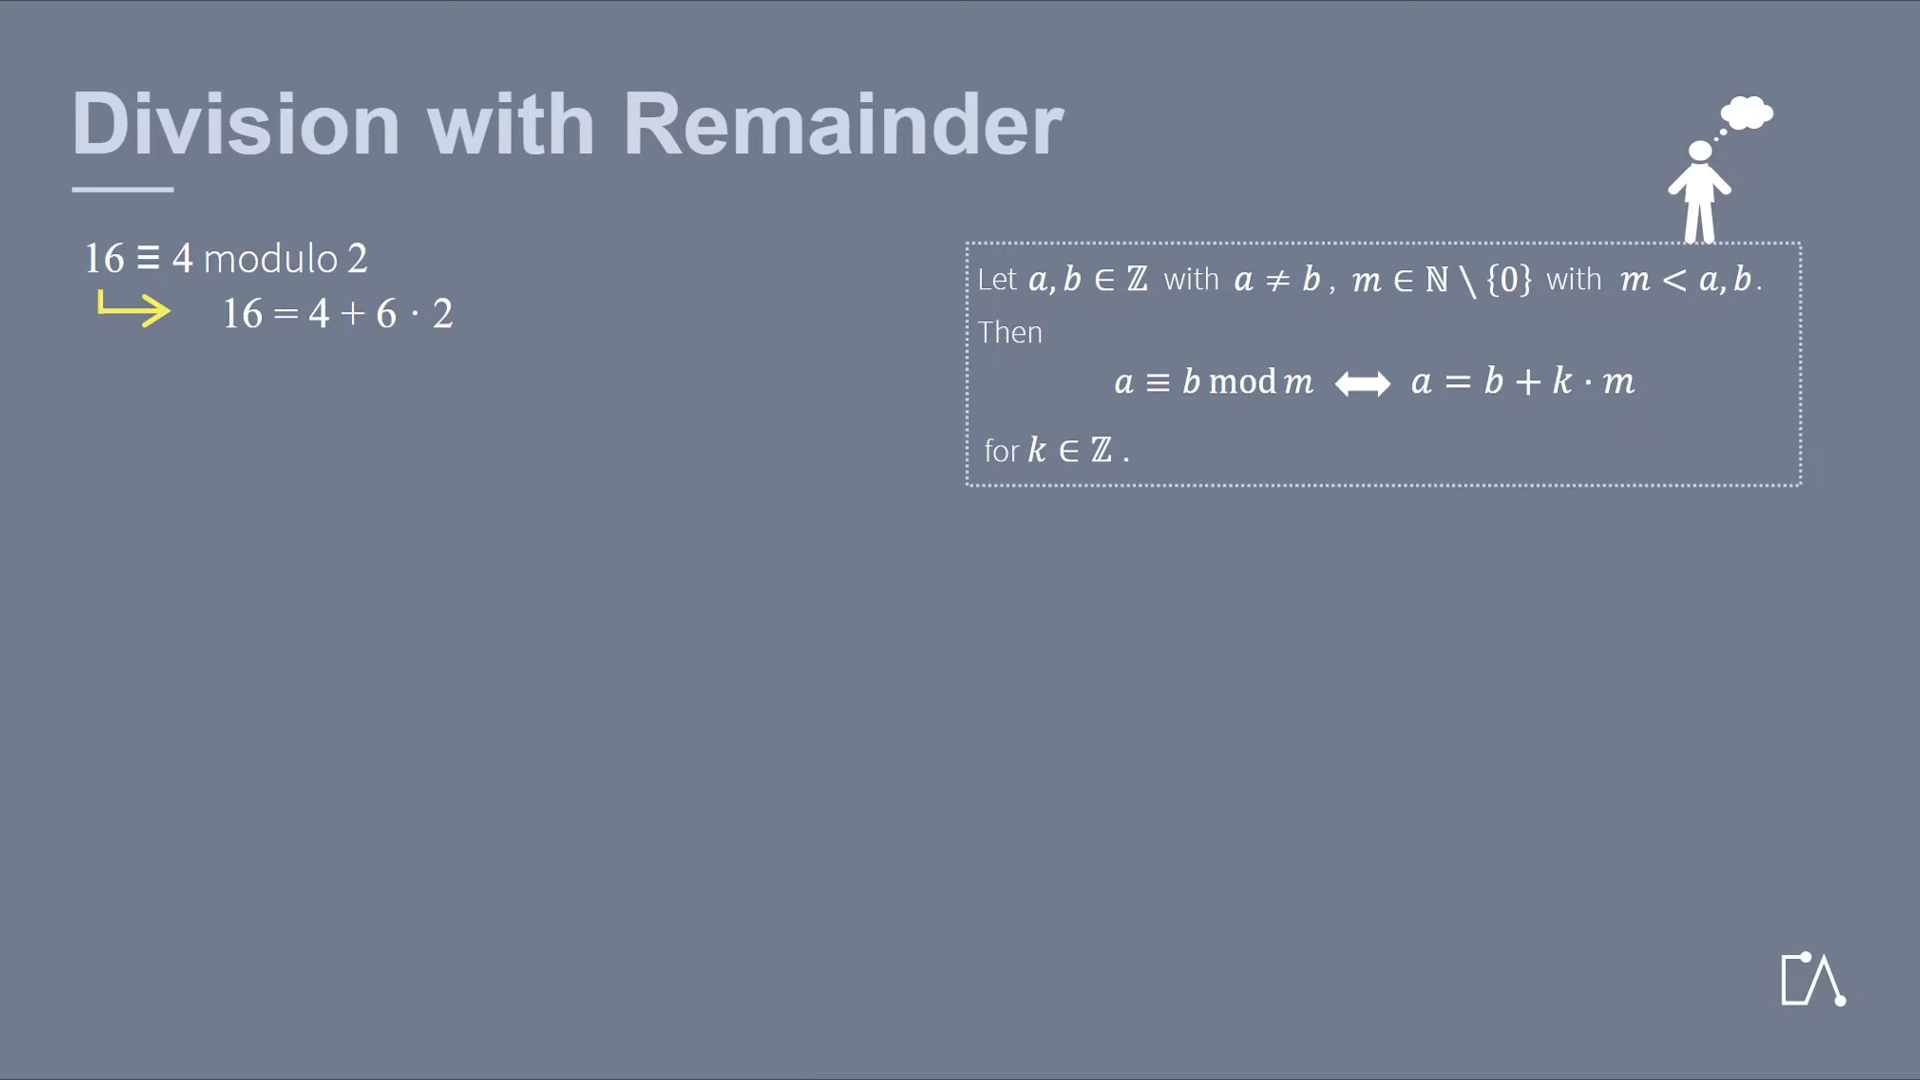 Division with Remainder
16 ≡ 4 modulo 2
16 = 4 + 6 · 2
Let a, b ∈ ℤ with a ≠ b , m ∈ ℕ \ {0} with m < a, b.
Then
a ≡ b mod m ⟷ a = b + k · m
for k ∈ ℤ .